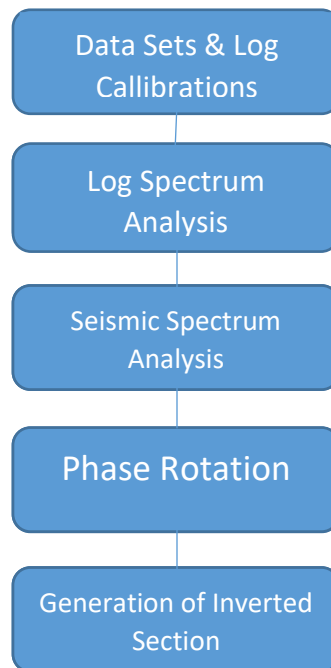 Data Sets & Log
Callibrations
Log Spectrum
Analysis
Seismic Spectrum
Analysis
Phase Rotation
Generation of Inverted
Section